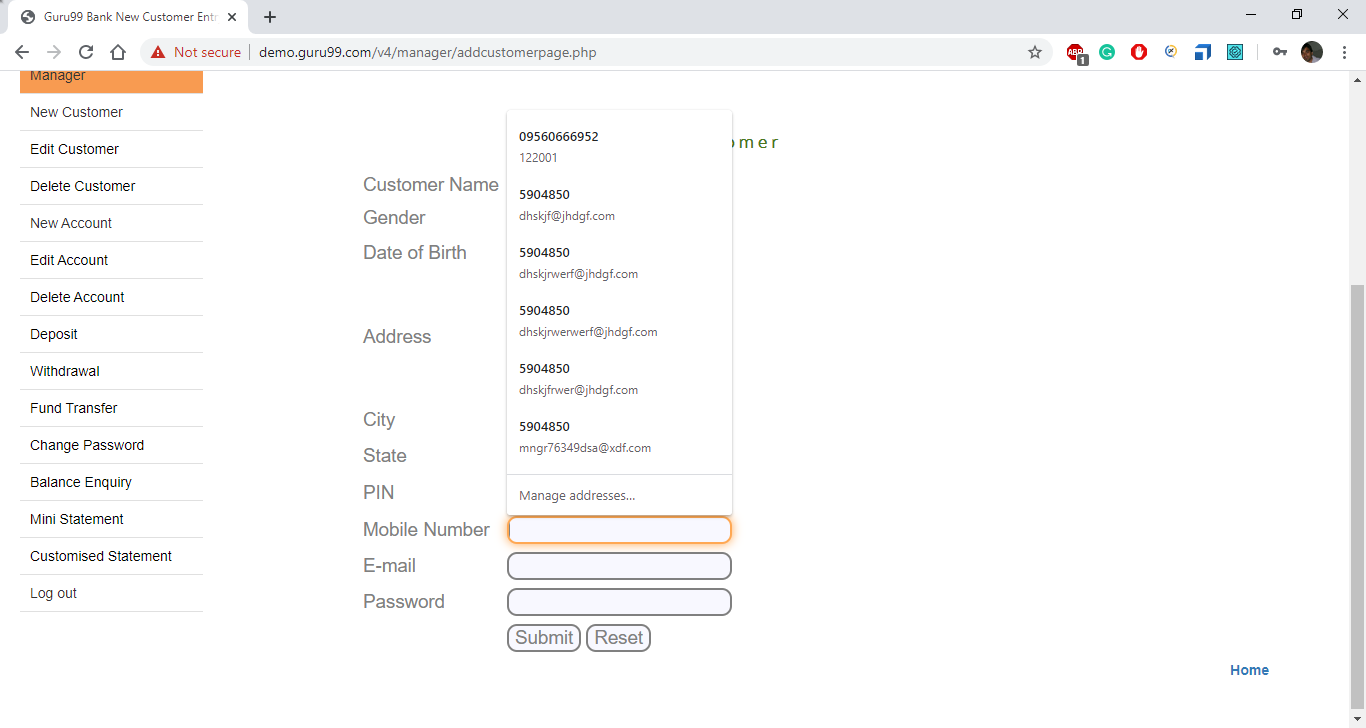 Guru99 Bank New Customer Entr
Not secure
demo.guru99.com/v4/manager/addcustomerpage.php
ABP
1
Manager
New Customer
Edit Customer
Delete Customer
New Account
Edit Account
Delete Account
Deposit
Withdrawal
Fund Transfer
Change Password
Balance Enquiry
Mini Statement
Customised Statement
Log out
omer
Customer Name
Gender
Date of Birth
Address
City
State
PIN
Mobile Number
E-mail
Password
09560666952
122001
5904850
dhskjf@jhdgf.com
5904850
dhskjrwerf@jhdgf.com
5904850
dhskjrwerwerf@jhdgf.com
5904850
dhskjfrwer@jhdgf.com
5904850
mngr76349dsa@xdf.com
Manage addresses...
Submit Reset
Home